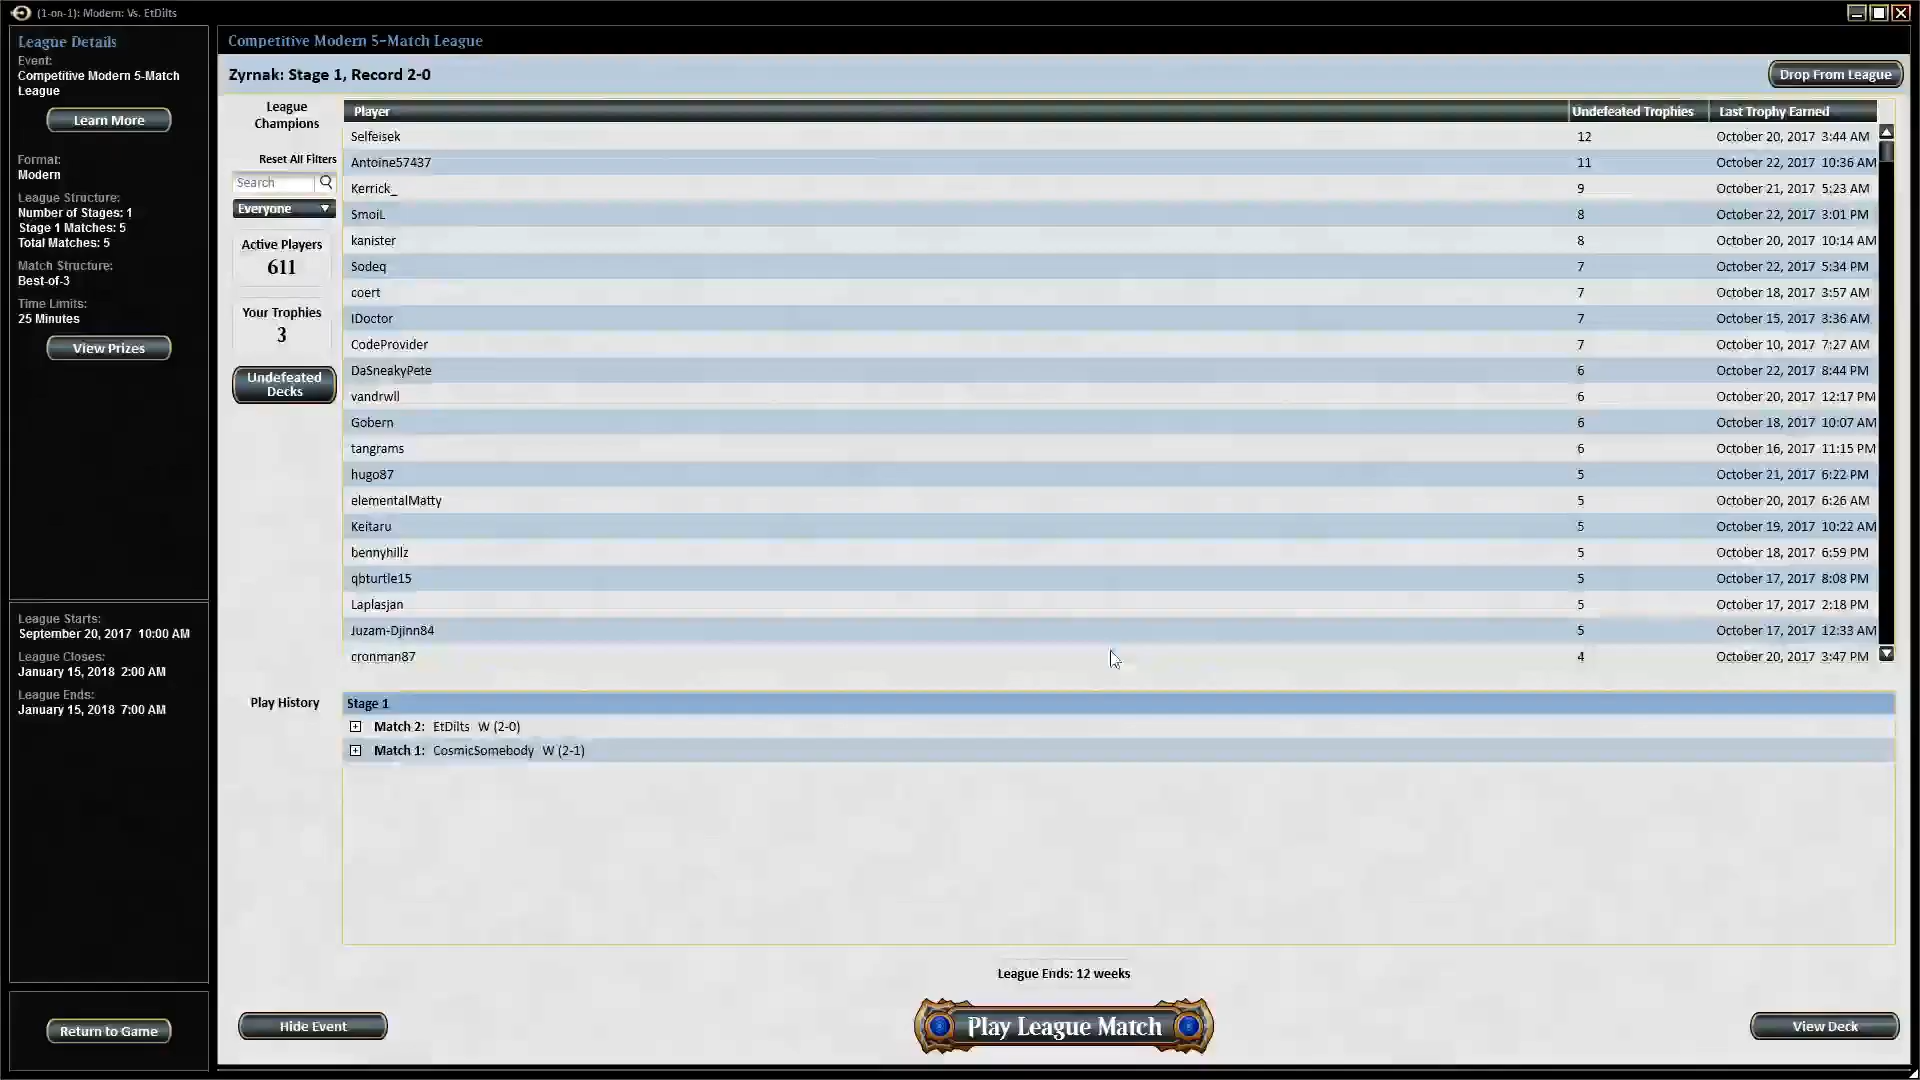 (1-on-1): Modern: Vs. EtDilts
League Details
Event:
Competitive Modern 5-Match
League
Learn More
Format:
Modern
League Structure:
Number of Stages: 1
Stage 1 Matches: 5
Total Matches: 5
Match Structure:
Best-of-3
Time Limits:
25 Minutes
View Prizes
League Starts:
September 20, 2017 10:00 AM
League Closes:
January 15, 2018 2:00 AM
League Ends:
January 15, 2018 7:00 AM
Return to Game
Competitive Modern 5-Match League
Zyrnak: Stage 1, Record 2-0
Drop From League
League
Champions
Reset All Filters
Search
Everyone
Active Players
611
Your Trophies
3
Undefeated
Decks
Player Undefeated Trophies Last Trophy Earned
Selfeisek 12 October 20, 2017 3:44 AM
Antoine57437 11 October 22, 2017 10:36 AM
Kerrick_ 9 October 21, 2017 5:23 AM
SmoiL 8 October 22, 2017 3:01 PM
kanister 8 October 20, 2017 10:14 AM
Sodeq 7 October 22, 2017 5:34 PM
coert 7 October 18, 2017 3:57 AM
IDoctor 7 October 15, 2017 3:36 AM
CodeProvider 7 October 10, 2017 7:27 AM
DaSneakyPete 6 October 22, 2017 8:44 PM
vandrwll 6 October 20, 2017 12:17 PM
Gobern 6 October 18, 2017 10:07 AM
tangrams 6 October 16, 2017 11:15 PM
hugo87 5 October 21, 2017 6:22 PM
elementalMatty 5 October 20, 2017 6:26 AM
Keitaru 5 October 19, 2017 10:22 AM
bennyhillz 5 October 18, 2017 6:59 PM
qbturtle15 5 October 17, 2017 8:08 PM
Laplasjan 5 October 17, 2017 2:18 PM
Juzam-Djinn84 5 October 17, 2017 12:33 AM
cronman87 4 October 20, 2017 3:47 PM
Play History
Stage 1
Match 2: EtDilts W (2-0)
Match 1: CosmicSomebody W (2-1)
League Ends: 12 weeks
Hide Event
Play League Match
View Deck